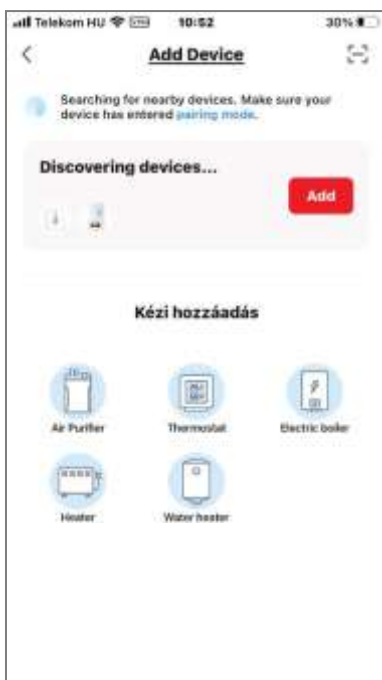 Telekom HU VPN 10:52 30%
Add Device
Searching for nearby devices. Make sure your
device has entered pairing mode.
Discovering devices...
Add
Kézi hozzáadás
Air Purifier
Thermostat
Electric boiler
Heater
Water heater